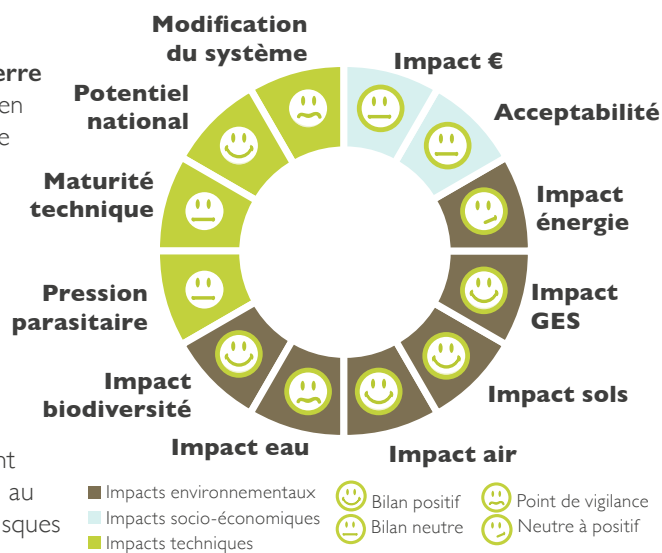 Modification
du système
Impact €
erre
en
e
Potentiel
national
Acceptabilité
Maturité
technique
Impact
énergie
Pression
parasitaire
Impact
GES
Impact
biodiversité
Impact sols
Impact eau
Impact air
nt
au
sques
Impacts environnementaux
Impacts socio-économiques
Impacts techniques
Bilan positif
Bilan neutre
Point de vigilance
Neutre à positif